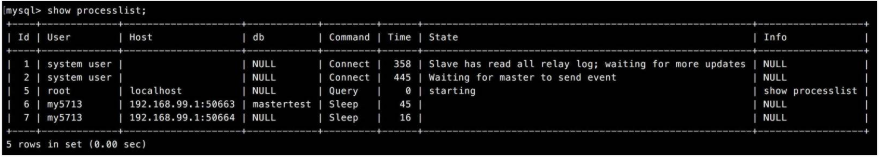 mysql> show processlist;
+----+-------------+--------------------+------------+---------+------+--------------------------------------------------------+------------------+
| Id | User | Host | db | Command | Time | State | Info |
+----+-------------+--------------------+------------+---------+------+--------------------------------------------------------+------------------+
| 1 | system user | | NULL | Connect | 358 | Slave has read all relay log; waiting for more updates | NULL |
| 2 | system user | | NULL | Connect | 445 | Waiting for master to send event | NULL |
| 5 | root | localhost | NULL | Query | 0 | starting | show processlist |
| 6 | my5713 | 192.168.99.1:50663 | mastertest | Sleep | 45 | | NULL |
| 7 | my5713 | 192.168.99.1:50664 | NULL | Sleep | 16 | | NULL |
+----+-------------+--------------------+------------+---------+------+--------------------------------------------------------+------------------+
5 rows in set (0.00 sec)